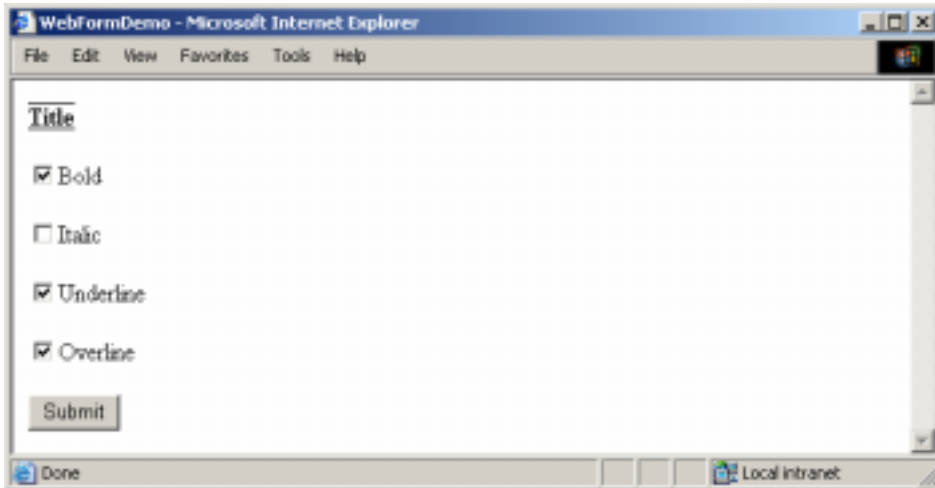 WebFormDemo - Microsoft Internet Explorer
File Edit View Favorites Tools Help
Title
Bold
Italic
Underline
Overline
Submit
Done Local intranet